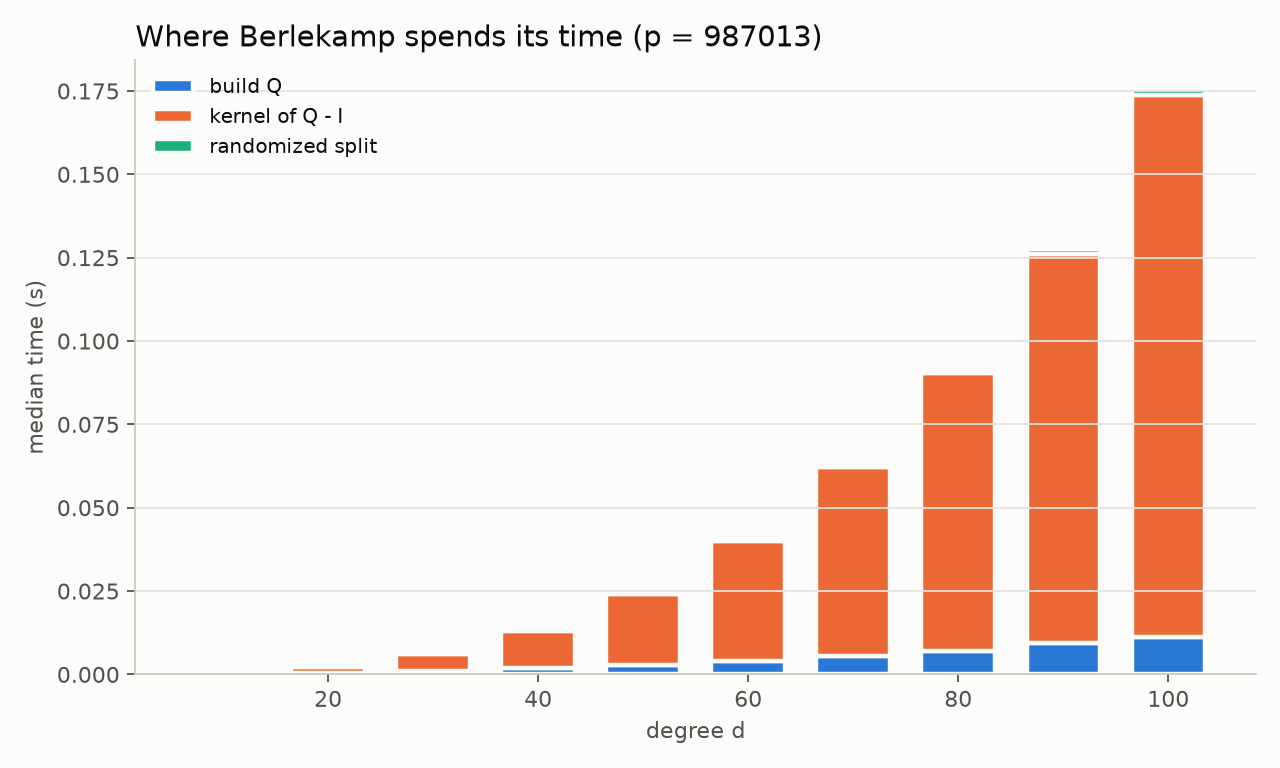 Where Berlekamp spends its time (p = 987013)
build Q
kernel of Q - I
randomized split
0.175
0.150
0.125
0.100
0.075
0.050
0.025
0.000
median time (s)
20 40 60 80 100
degree d